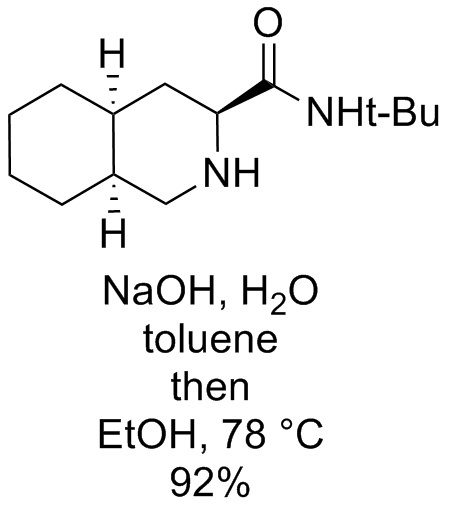 H
O
NHt-Bu
NH
H
NaOH, H₂O
toluene
then
EtOH, 78 °C
92%